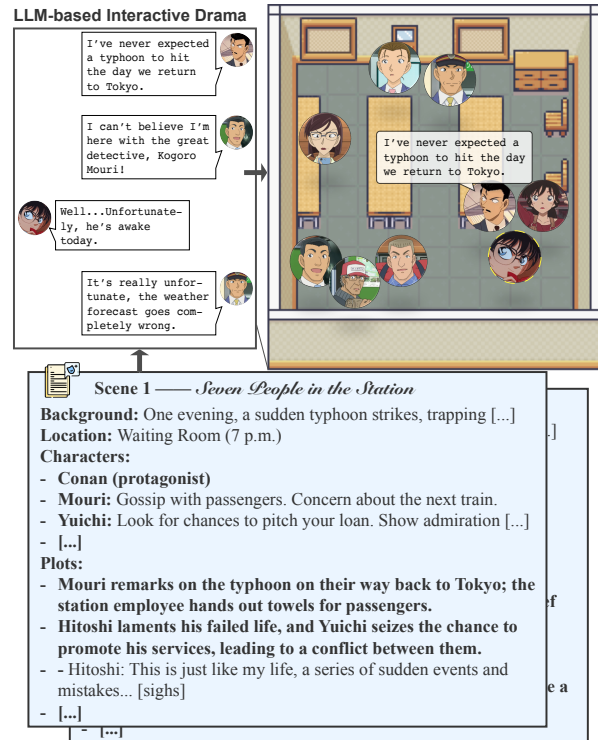 LLM-based Interactive Drama
I've never expected
a typhoon to hit
the day we return
to Tokyo.
I can't believe I'm
here with the great
detective, Kogoro
Mouri!
Well...Unfortunate-
ly, he's awake
today.
It's really unfor-
tunate, the weather
forecast goes com-
pletely wrong.
I've never expected a
typhoon to hit the day
we return to Tokyo.
Scene 1 —— Seven People in the Station
Background: One evening, a sudden typhoon strikes, trapping [...]
Location: Waiting Room (7 p.m.)
Characters:
- Conan (protagonist)
- Mouri: Gossip with passengers. Concern about the next train.
- Yuichi: Look for chances to pitch your loan. Show admiration [...]
- [...]
Plots:
- Mouri remarks on the typhoon on their way back to Tokyo; the
station employee hands out towels for passengers.
- Hitoshi laments his failed life, and Yuichi seizes the chance to
promote his services, leading to a conflict between them.
- - Hitoshi: This is just like my life, a series of sudden events and
mistakes... [sighs]
- [...]
.]
ef
e a
- [...]